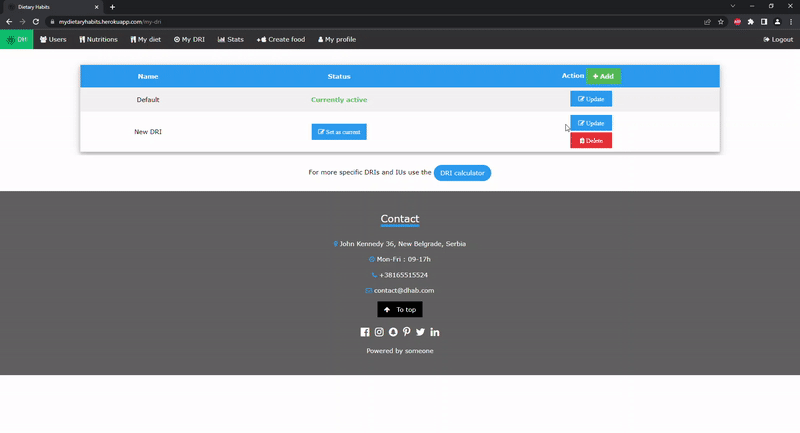 Dietary Habits
mydietaryhabits.herokuapp.com/my-dri
DH Users Nutritions My diet My DRI Stats Create food My profile Logout
Name Status Action Add
Default Currently active Update
New DRI Set as current Update
Delete
For more specific DRIs and IUs use the DRI calculator
Contact
John Kennedy 36, New Belgrade, Serbia
Mon-Fri : 09-17h
+38165515524
contact@dhab.com
To top
Powered by someone